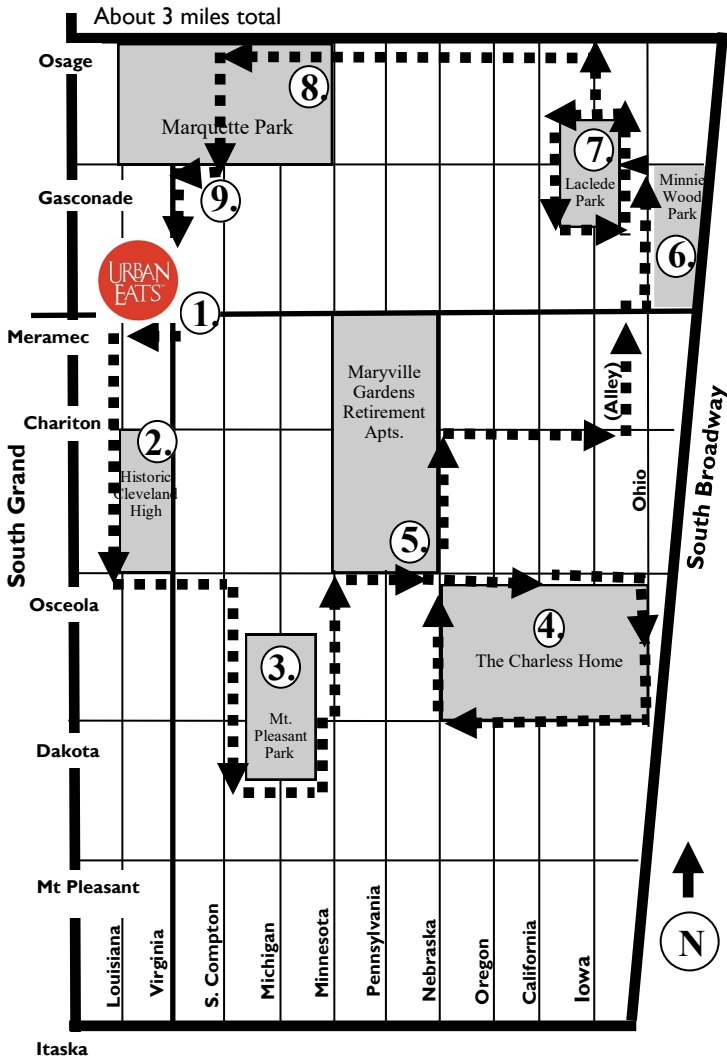 About 3 miles total
Osage
8.
Marquette Park
7.
Laclede
Park
Minnie
Wood
Park
6.
Gasconade
9.
URBAN
EATS™
1.
Meramec
Maryville
Gardens
Retirement
Apts.
(Alley)
Chariton
2.
Historic
Cleveland
High
South Grand
Ohio
South Broadway
5.
Osceola
4.
The Charless Home
3.
Mt.
Pleasant
Park
Dakota
Mt Pleasant
Louisiana
Virginia
S. Compton
Michigan
Minnesota
Pennsylvania
Nebraska
Oregon
California
Iowa
N
Itaska